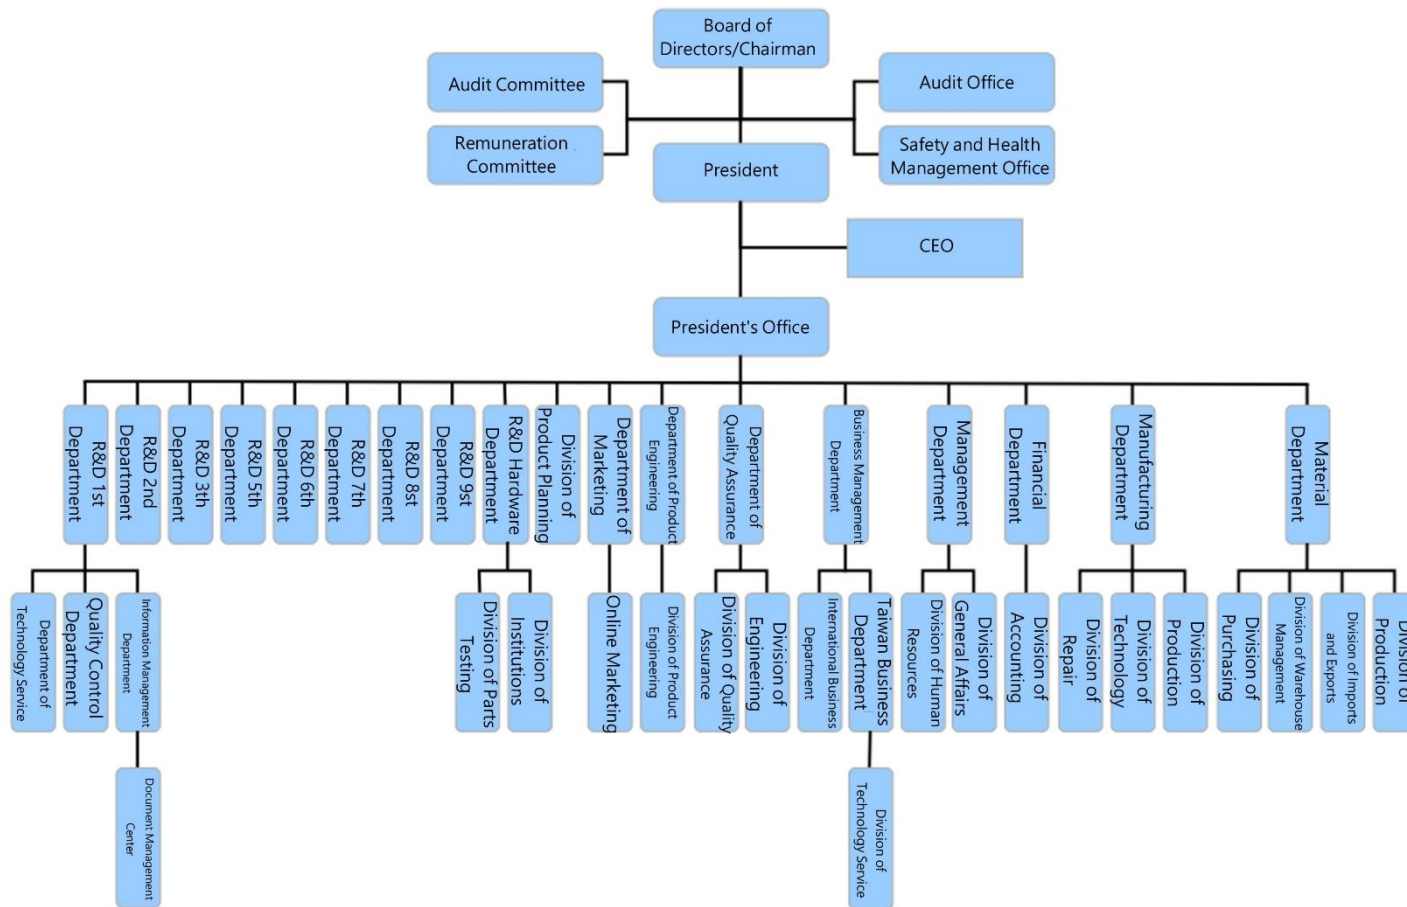 Board of
Directors/Chairman
Audit Committee
Audit Office
Remuneration
Committee
President
Safety and Health
Management Office
CEO
President's Office
R&D 1st
Department
R&D 2nd
Department
R&D 3th
Department
R&D 5th
Department
R&D 6th
Department
R&D 7th
Department
R&D 8st
Department
R&D 9st
Department
R&D Hardware
Department
Division of
Product Planning
Department of
Marketing
Department of Product
Engineering
Department of
Quality Assurance
Business Management
Department
Management
Department
Financial
Department
Manufacturing
Department
Material
Department
Department of
Technology Service
Quality Control
Department
Information Management
Department
Division of Parts
Testing
Division of
Institutions
Online Marketing
Division of Product
Engineering
Division of Quality
Assurance
Division of
Engineering
International Business
Department
Taiwan Business
Department
Division of Human
Resources
Division of
General Affairs
Division of
Accounting
Division of
Repair
Division of
Technology
Division of
Production
Division of
Purchasing
Division of Warehouse
Management
Division of Imports
and Exports
Division of
Production
Document Management
Center
Division of
Technology Service